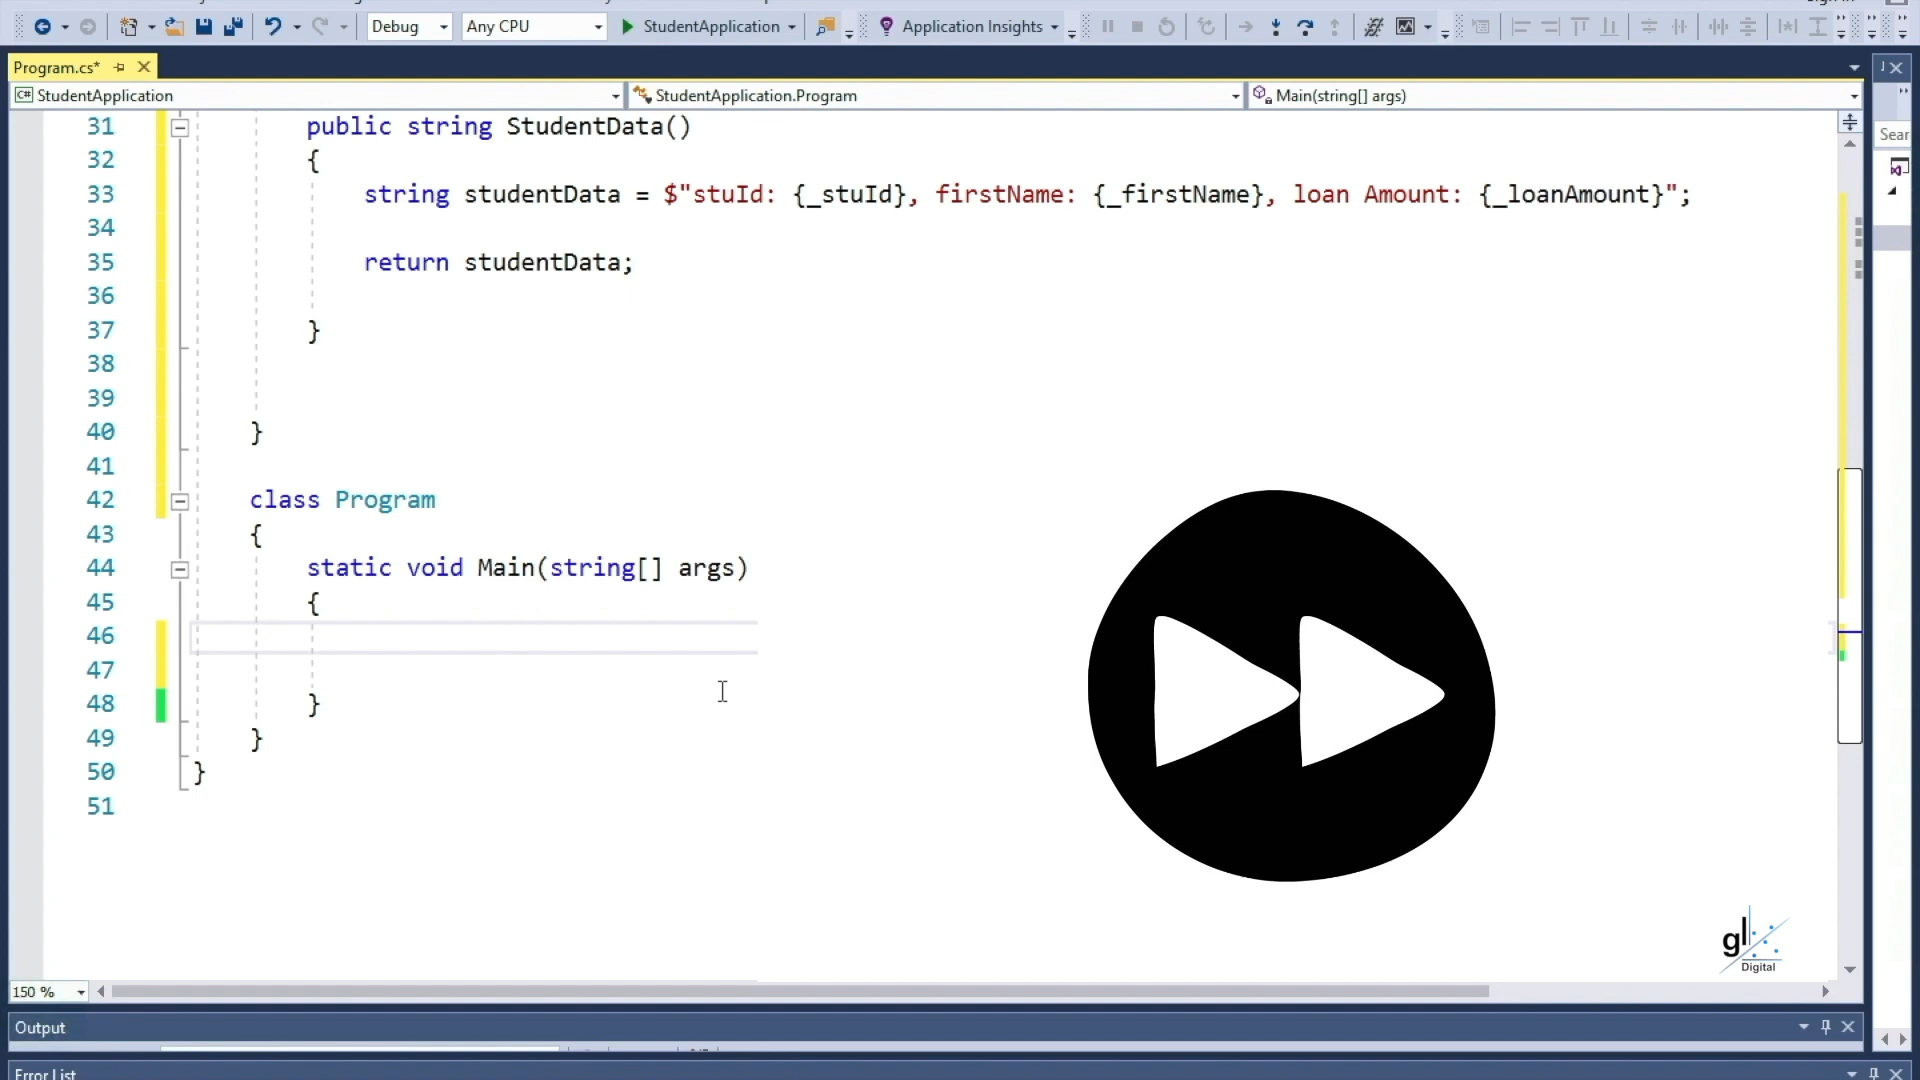 Debug
Any CPU
StudentApplication
Application Insights
Program.cs*
StudentApplication
StudentApplication.Program
Main(string[] args)
Sear
31 public string StudentData()
32 {
33 string studentData = $"stuId: {_stuId}, firstName: {_firstName}, loan Amount: {_loanAmount}";
34
35 return studentData;
36
37 }
38
39
40 }
41
42 class Program
43 {
44 static void Main(string[] args)
45 {
46
47
48 }
49 }
50 }
51
gl
Digital
150 %
Output
Error List